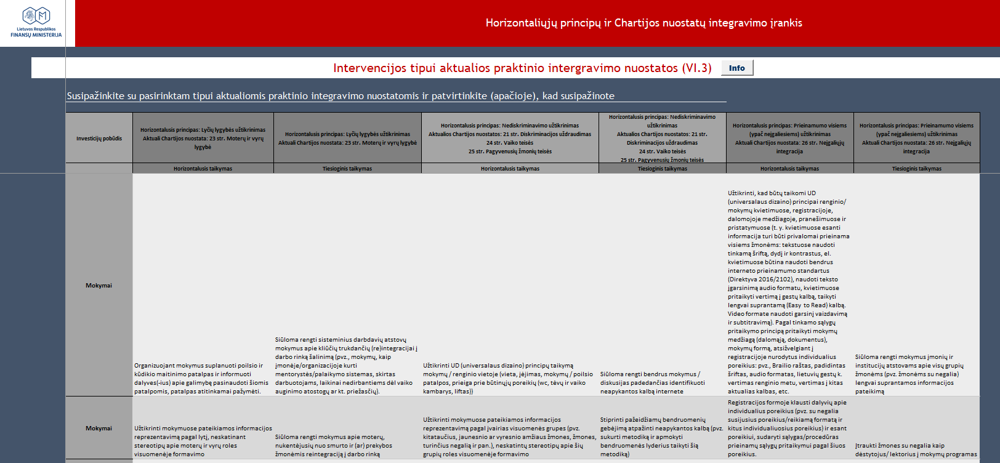 Lietuvos Respublikos
FINANSŲ MINISTERIJA
Horizontaliųjų principų ir Chartijos nuostatų integravimo įrankis
Intervencijos tipui aktualios praktinio intergravimo nuostatos (VI.3)
Info
Susipažinkite su pasirinktam tipui aktualiomis praktinio integravimo nuostatomis ir patvirtinkite (apačioje), kad susipažinote
Investicijų pobūdis
Horizontalusis principas: Lyčių lygybės užtikrinimas
Aktuali Chartijos nuostata: 23 str. Moterų ir vyrų
lygybė
Horizontalusis principas: Lyčių lygybės užtikrinimas
Aktuali Chartijos nuostata: 23 str. Moterų ir vyrų lygybė
Horizontalusis principas: Nediskriminavimo užtikrinimas
Aktualios Chartijos nuostatos: 21 str. Diskriminacijos uždraudimas
24 str. Vaiko teisės
25 str. Pagyvenusių žmonių teisės
Horizontalusis principas: Nediskriminavimo
užtikrinimas
Aktualios Chartijos nuostatos: 21 str.
Diskriminacijos uždraudimas
24 str. Vaiko teisės
25 str. Pagyvenusių žmonių teisės
Horizontalusis principas: Prieinamumo visiems
(ypač neįgaliesiems) užtikrinimas
Aktuali Chartijos nuostata: 26 str. Neįgaliųjų
integracija
Horizontalusis principas: Prieinamumo visiems
(ypač neįgaliesiems) užtikrinimas
Aktuali Chartijos nuostata: 26 str. Neįgaliųjų
integracija
Horizontalusis taikymas
Tiesioginis taikymas
Horizontalusis taikymas
Tiesioginis taikymas
Horizontalusis taikymas
Tiesioginis taikymas
Mokymai
Organizuojant mokymus suplanuoti poilsio ir
kūdikio maitinimo patalpas ir informuoti
dalyves(-ius) apie galimybę pasinaudoti šiomis
patalpomis, patalpas atitinkamai pažymėti.
Siūloma rengti sisteminius darbdavių atstovų
mokymus apie kliūčių trukdančių (re)integracijai į
darbo rinką šalinimą (pvz., mokymų, kaip
įmonėje/organizacijoje kurti
mentorystės/palaikymo sistemas, skirtas
darbuotojams, laikinai nedirbantiems dėl vaiko
auginimo atostogų ar kt. priežasčių).
Užtikrinti UD (universalaus dizaino) principų taikymą
mokymų / renginio vietoje (vieta, įėjimas, mokymų / poilsio
patalpos, prieiga prie būtinųjų poreikių (wc, tėvų ir vaiko
kambarys, liftas))
Siūloma rengti bendrus mokymus /
diskusijas padedančias identifikuoti
neapykantos kalbą internete
Užtikrinti, kad būtų taikomi UD
(universalaus dizaino) principai renginio/
mokymų kvietimuose, registracijoje,
dalomojoje medžiagoje, pranešimuose ir
pristatymuose (t. y. kvietimuose esanti
informacija turi būti privalomai prieinama
visiems žmonėms: tekstuose naudoti
tinkamą šriftą, dydį ir kontrastus, el.
kvietimuose būtina naudoti bendrus
interneto prieinamumo standartus
(Direktyva 2016/2102), naudoti teksto
įgarsinimą audio formatu, kvietimuose
pritaikyti vertimą į gestų kalbą, taikyti
lengvai suprantamą (Easy to Read) kalbą.
Video formate naudoti garsinį vaizdavimą
ir subtitravimą). Pagal tinkamo sąlygų
pritaikymo principą pritaikyti mokymų
medžiagą (dalomąją, dokumentus),
mokymų formą, atsižvelgiant į
registracijoje nurodytus individualius
poreikius: pvz., Brailio raštas, padidintas
šriftas, audio formatas, lietuvių gestų k.
vertimas renginio metu, vertimas į kitas
aktualias kalbas, etc.
Siūloma rengti mokymus įmonių ir
institucijų atstovams apie visų grupių
žmonėms (pvz. žmonėms su negalia)
lengvai suprantamos informacijos
pateikimą
Mokymai
Užtikrinti mokymuose pateikiamos informacijos
reprezentavimą pagal lytį, neskatinant
stereotipų apie moterų ir vyrų roles
visuomenėje formavimo
Siūloma rengti mokymus apie moterų,
nukentėjusių nuo smurto ir (ar) prekybos
žmonėmis reintegraciją į darbo rinką
Užtikrinti mokymuose pateikiamos informacijos
reprezentavimą pagal įvairias visuomenės grupes (pvz.
kitataučius, jaunesnio ar vyresnio amžiaus žmones, žmones,
turinčius negalią ir pan.), neskatintų stereotipų apie šių
grupių roles visuomenėje formavimo
Stiprinti pažeidžiamų bendruomenių
gebėjimą atpažinti neapykantos kalbą (pvz.
sukurti metodiką ir apmokyti
bendruomenės lyderius taikyti šią
metodiką)
Registracijos formoje klausti dalyvių apie
individualius poreikius (pvz. su negalia
susijusius poreikius/reikiamą formatą ir
kitus individualiuosius poreikius) ir esant
poreikiui, sudaryti sąlygas/procedūras
prieinamų sąlygų pritaikymui pagal šiuos
poreikius.
Įtraukti žmones su negalia kaip
dėstytojus/ lektorius į mokymų programas